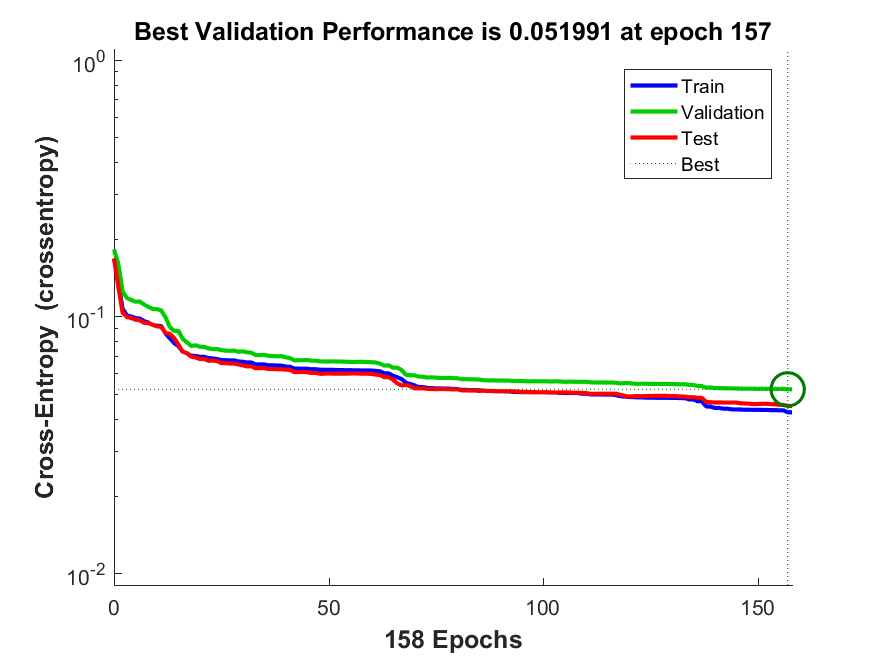 Best Validation Performance is 0.051991 at epoch 157
Cross-Entropy (crossentropy)
10^0
10^-1
10^-2
Train
Validation
Test
Best
0
50
100
150
158 Epochs